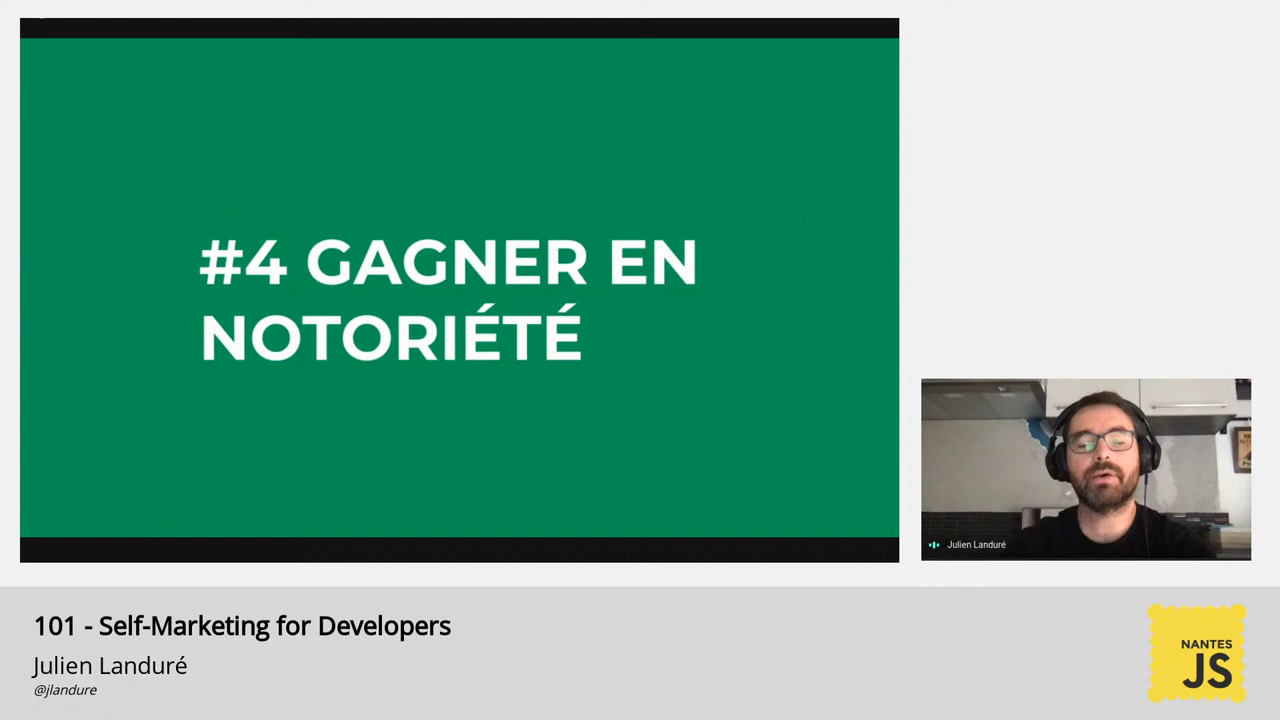 #4 GAGNER EN
NOTORIÉTÉ
Julien Landuré
101 - Self-Marketing for Developers
Julien Landuré
@jlandure
NANTES
JS